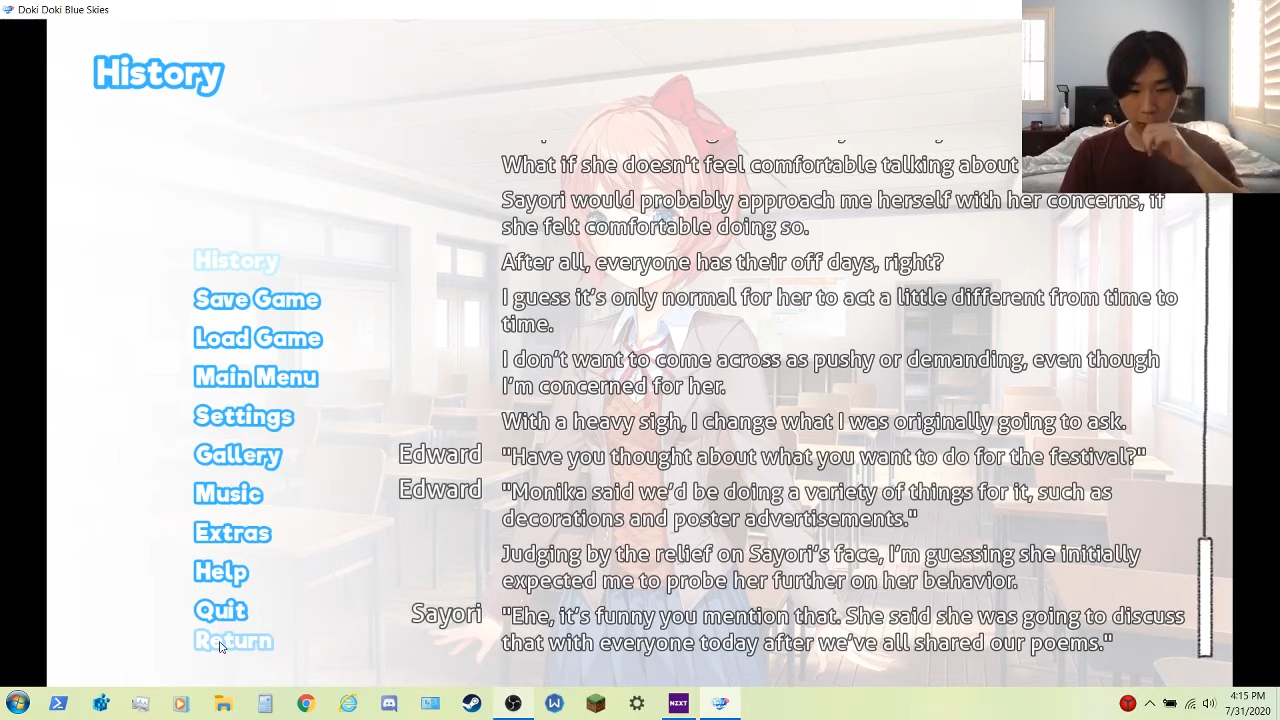 Doki Doki Blue Skies
History
What if she doesn't feel comfortable talking about
Sayori would probably approach me herself with her concerns, if
she felt comfortable doing so.
After all, everyone has their off days, right?
I guess it's only normal for her to act a little different from time to
time.
I don't want to come across as pushy or demanding, even though
I'm concerned for her.
With a heavy sigh, I change what I was originally going to ask.
Edward "Have you thought about what you want to do for the festival?"
Edward "Monika said we'd be doing a variety of things for it, such as
decorations and poster advertisements."
Judging by the relief on Sayori's face, I'm guessing she initially
expected me to probe her further on her behavior.
Sayori "Ehe, it's funny you mention that. She said she was going to discuss
that with everyone today after we've all shared our poems."
History
Save Game
Load Game
Main Menu
Settings
Gallery
Music
Extras
Help
Quit
Return
NZXT
4:15 PM
7/31/2020